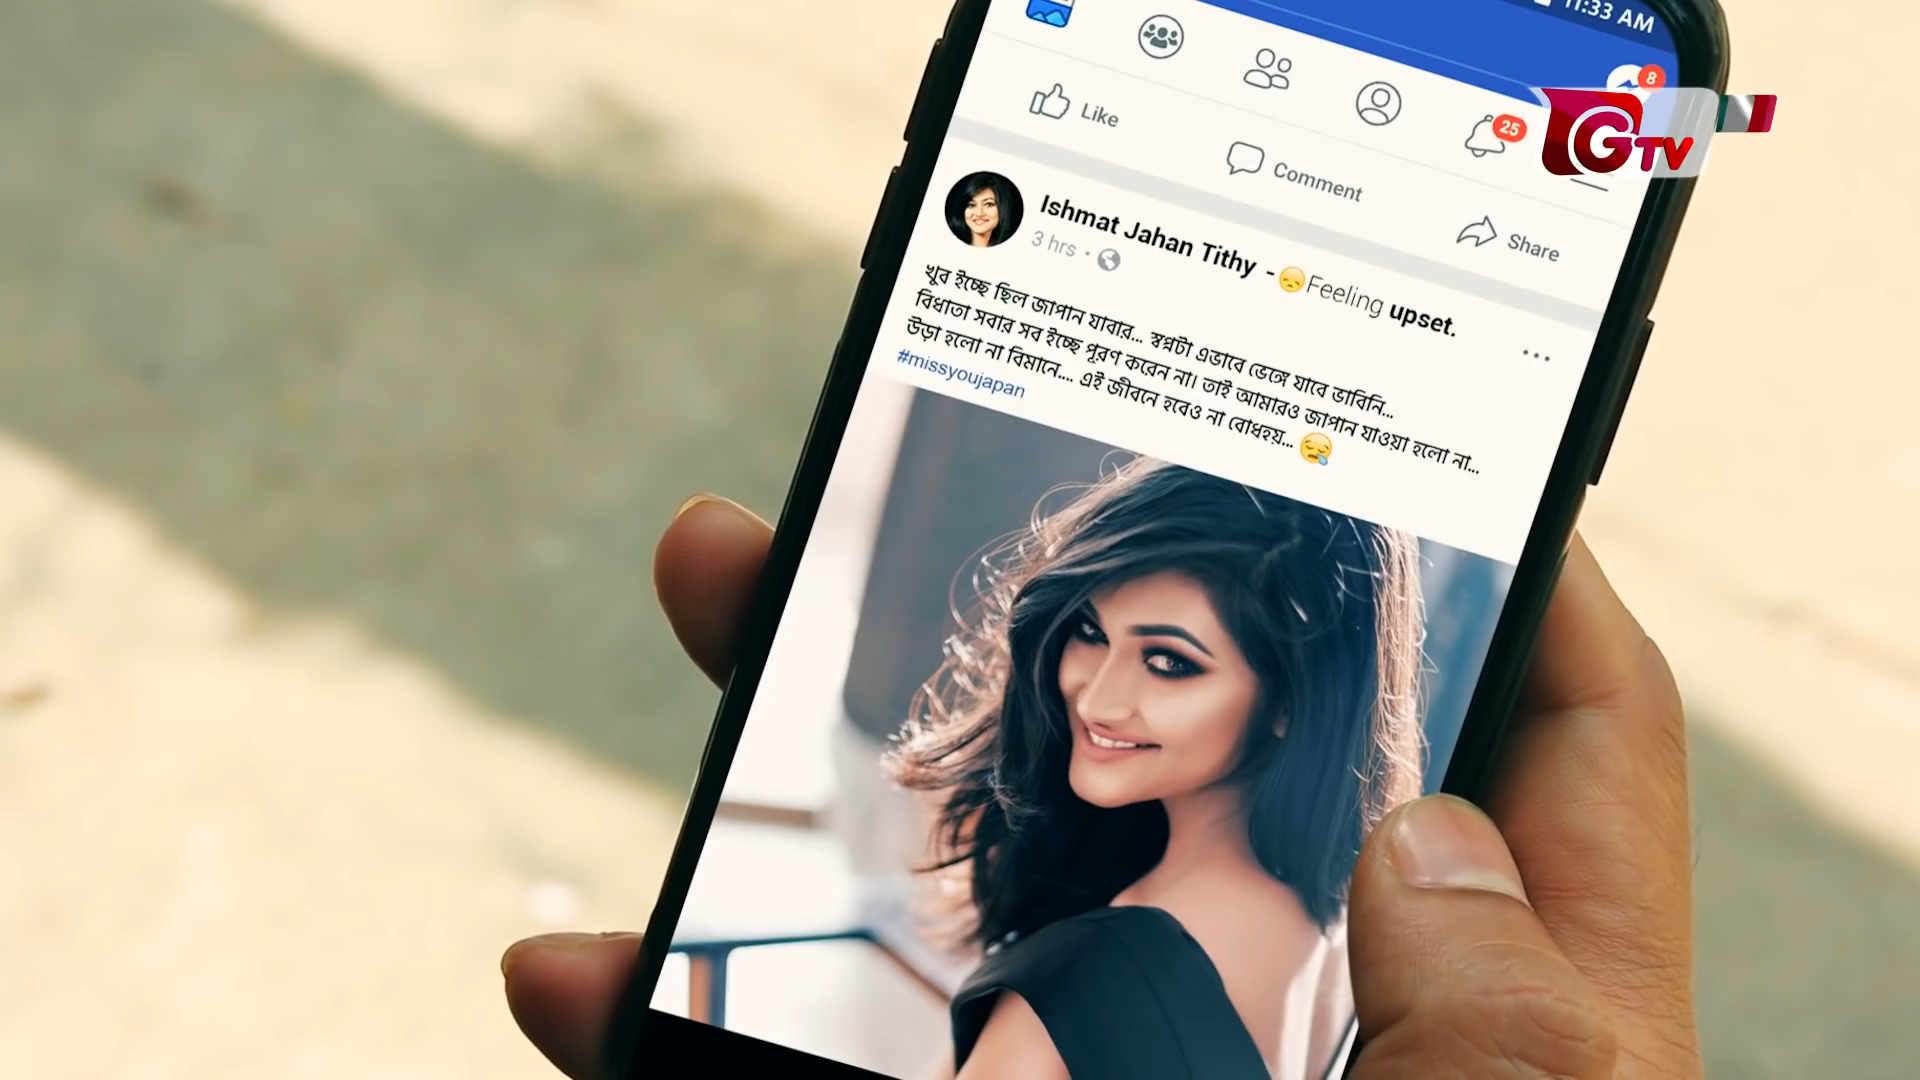 11:33 AM
8
25
GTV
Like
Comment
Share
Ishmat Jahan Tithy - 😞Feeling upset.
3 hrs
খুব ইচ্ছে ছিল জাপান যাবার... স্বপ্নটা এভাবে ভেঙ্গে যাবে ভাবিনি...
বিধাতা সবার সব ইচ্ছে পূরণ করেন না। তাই আমারও জাপান যাওয়া হলো না...
উড়া হলো না বিমানে.... এই জীবনে হবেও না বোধহয়... 😪
#missyoujapan